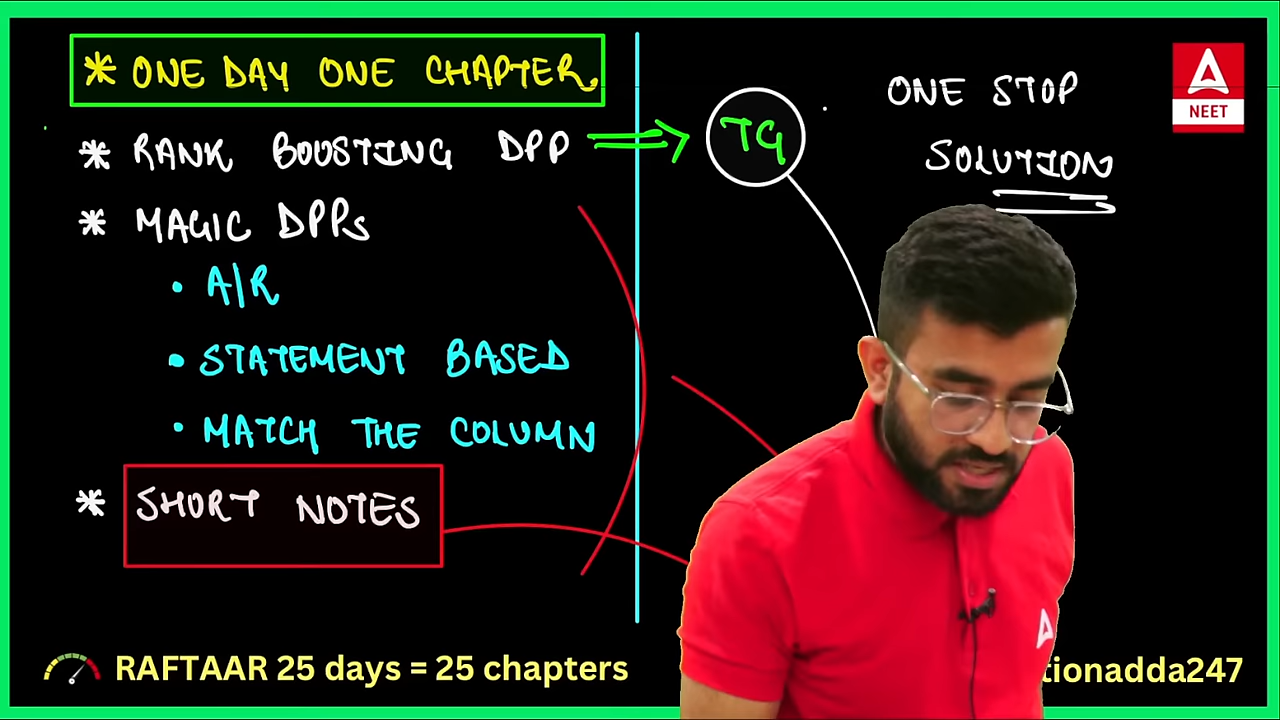 * ONE DAY ONE CHAPTER
* RANK BOOSTING DPP ⇒ TG
* MAGIC DPPs
• A/R
• STATEMENT BASED
• MATCH THE COLUMN
* SHORT NOTES
ONE STOP
SOLUTION
NEET
RAFTAAR 25 days = 25 chapters
tionadda247